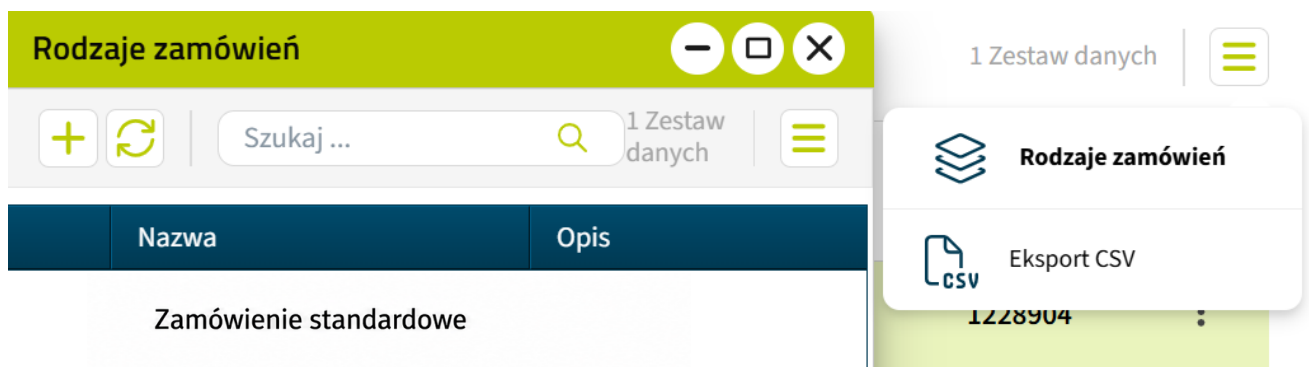 Rodzaje zamówień
1 Zestaw danych
Szukaj ...
1 Zestaw
danych
Rodzaje zamówień
Nazwa
Opis
CSV
Eksport CSV
Zamówienie standardowe
1228904